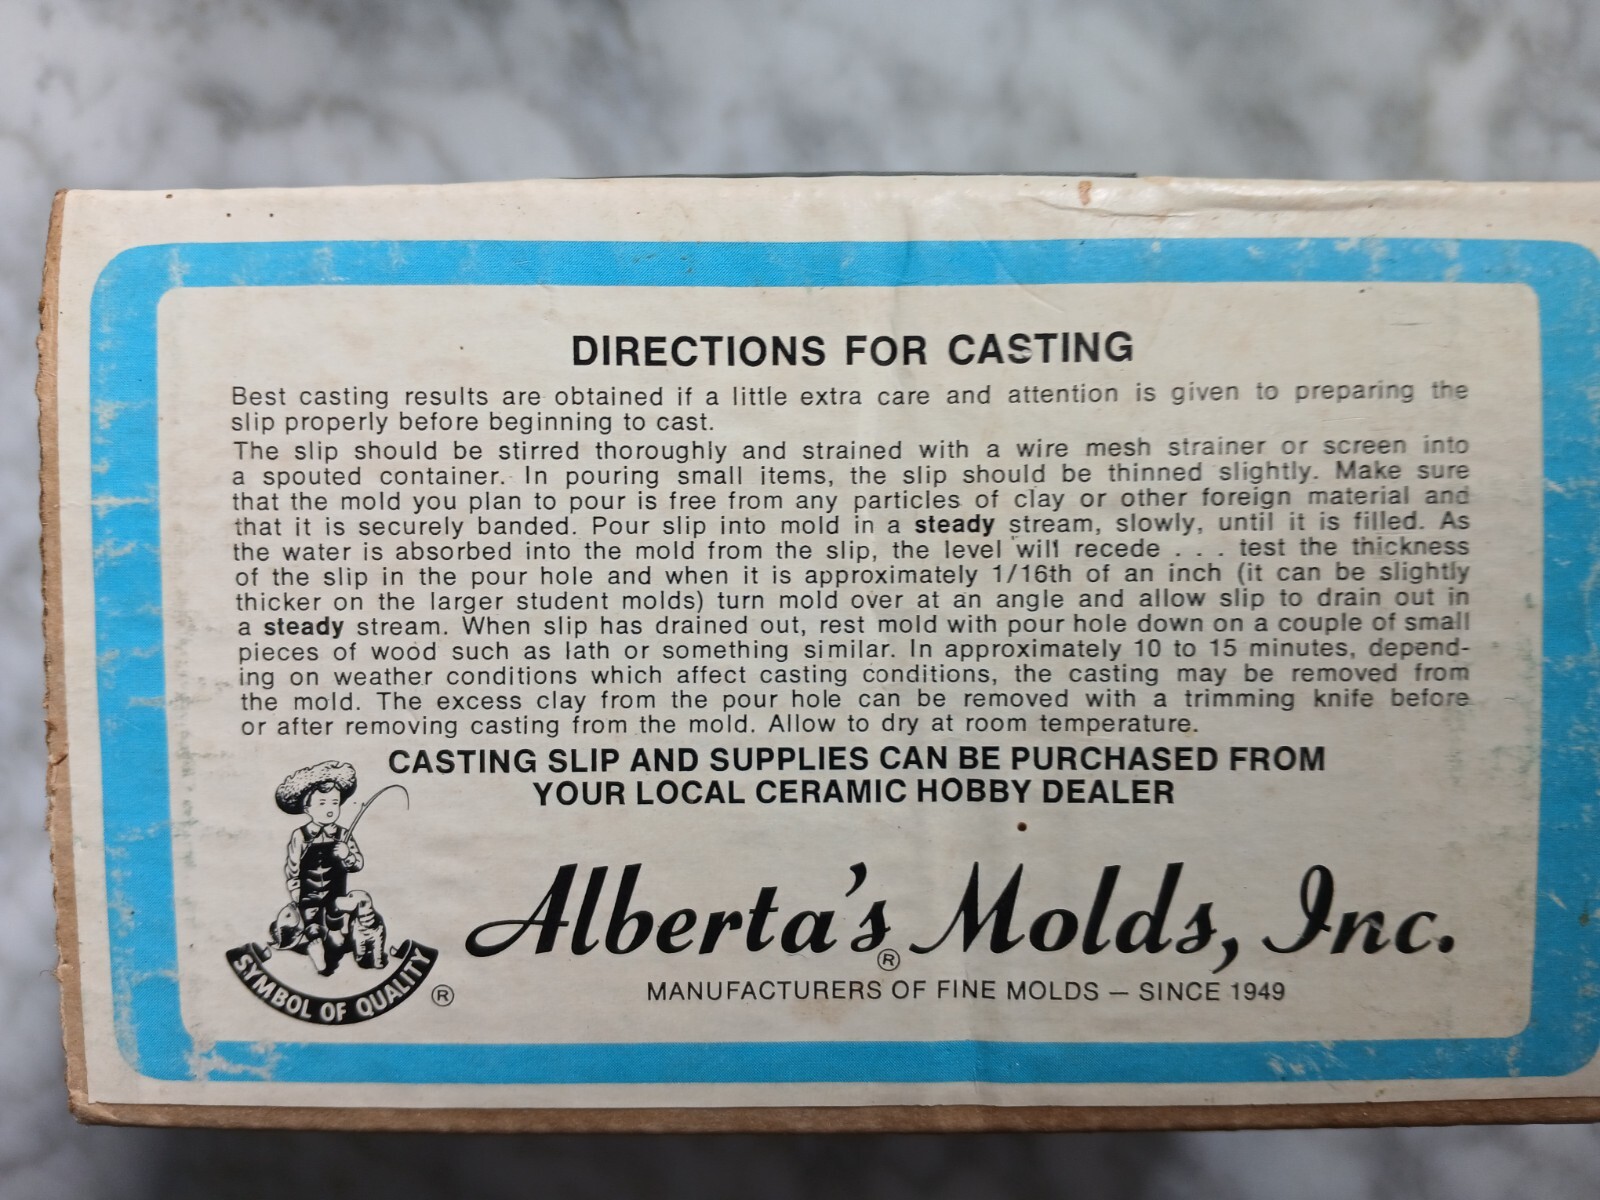 DIRECTIONS FOR CASTING
Best casting results are obtained if a little extra care and attention is given to preparing the
slip properly before beginning to cast.
The slip should be stirred thoroughly and strained with a wire mesh strainer or screen into
a spouted container. In pouring small items, the slip should be thinned slightly. Make sure
that the mold you plan to pour is free from any particles of clay or other foreign material and
that it is securely banded. Pour slip into mold in a steady stream, slowly, until it is filled. As
the water is absorbed into the mold from the slip, the level will recede . . . test the thickness
of the slip in the pour hole and when it is approximately 1/16th of an inch (it can be slightly
thicker on the larger student molds) turn mold over at an angle and allow slip to drain out in
a steady stream. When slip has drained out, rest mold with pour hole down on a couple of small
pieces of wood such as lath or something similar. In approximately 10 to 15 minutes, depend-
ing on weather conditions which affect casting conditions, the casting may be removed from
the mold. The excess clay from the pour hole can be removed with a trimming knife before
or after removing casting from the mold. Allow to dry at room temperature.
CASTING SLIP AND SUPPLIES CAN BE PURCHASED FROM
YOUR LOCAL CERAMIC HOBBY DEALER
Alberta's® Molds, Inc.
MANUFACTURERS OF FINE MOLDS — SINCE 1949
SYMBOL OF QUALITY ®